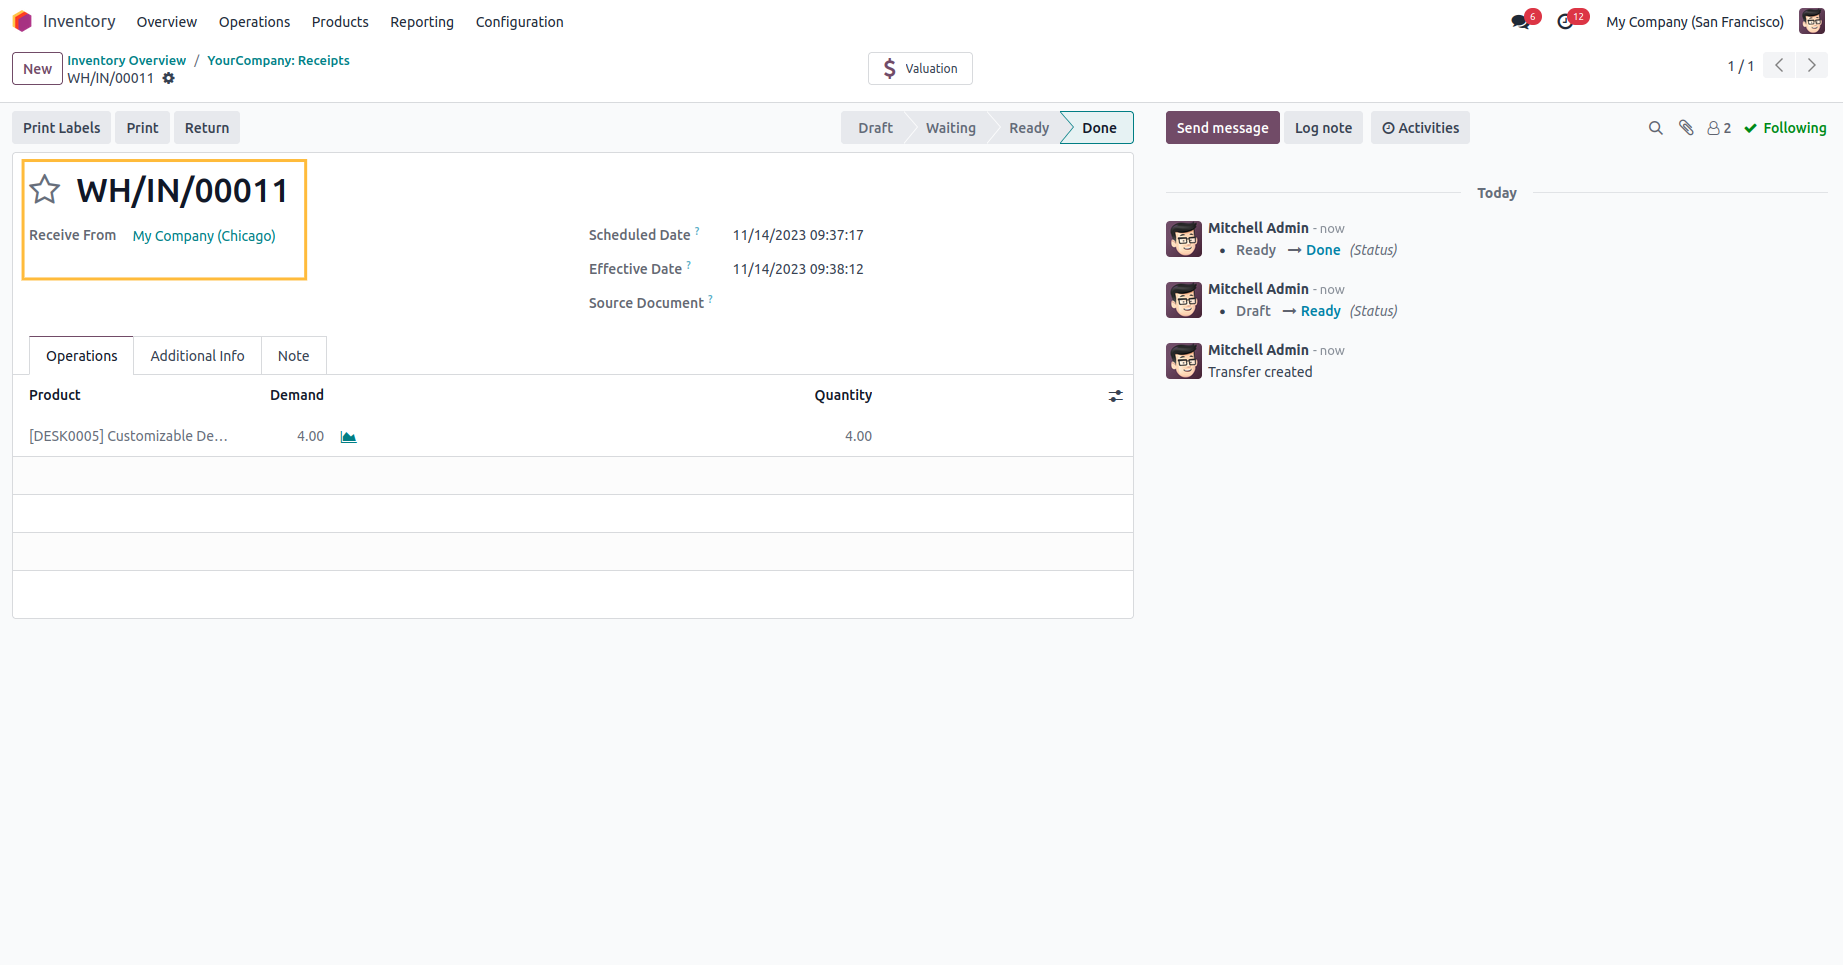 Inventory Overview Operations Products Reporting Configuration 6 12 My Company (San Francisco)
New Inventory Overview / YourCompany: Receipts
WH/IN/00011
$ Valuation
1 / 1
Print Labels Print Return Draft Waiting Ready Done Send message Log note Activities 2 Following
WH/IN/00011
Receive From My Company (Chicago)
Scheduled Date ? 11/14/2023 09:37:17
Effective Date ? 11/14/2023 09:38:12
Source Document ?
Operations Additional Info Note
Product Demand Quantity
[DESK0005] Customizable De... 4.00 4.00
Today
Mitchell Admin - now
• Ready → Done (Status)
Mitchell Admin - now
• Draft → Ready (Status)
Mitchell Admin - now
Transfer created